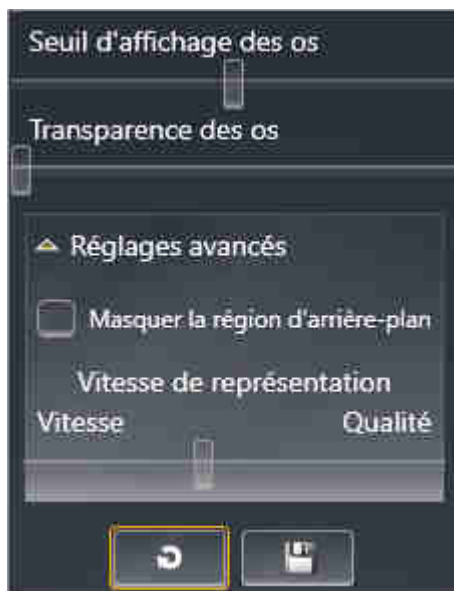 Seuil d'affichage des os
Transparence des os
Réglages avancés
Masquer la région d'arrière-plan
Vitesse de représentation
Vitesse Qualité